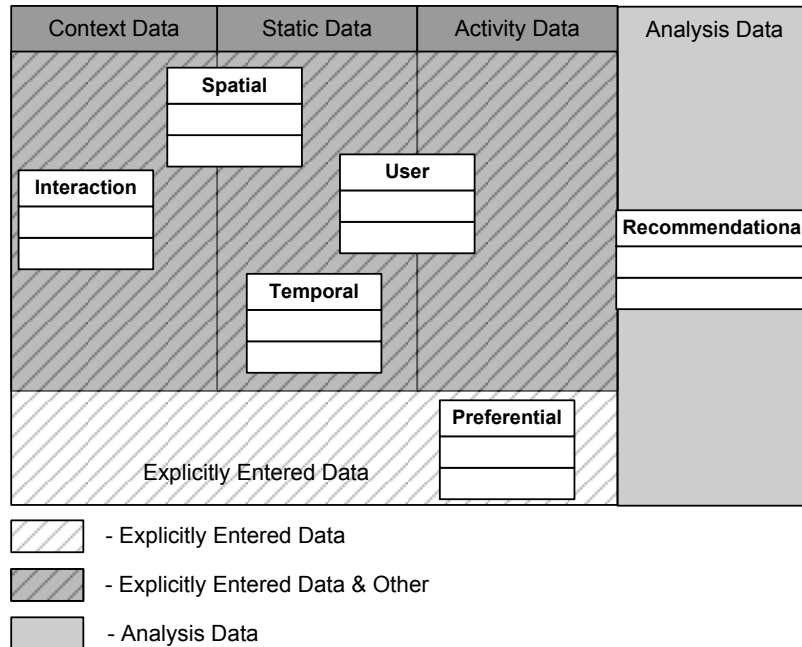 Context Data
Static Data
Activity Data
Analysis Data
Spatial
User
Interaction
Recommendationa
Temporal
Preferential
Explicitly Entered Data
- Explicitly Entered Data
- Explicitly Entered Data & Other
- Analysis Data